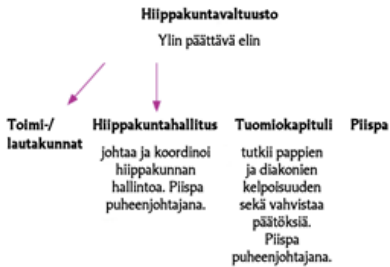 Hiippakuntavaltuusto
Ylin päättävä elin
Toimi-/
lautakunnat
Hiippakuntahallitus
johtaa ja koordinoi
hiippakunnan
hallintoa. Piispa
puheenjohtajana.
Tuomiokapituli
tutkii pappien
ja diakonien
kelpoisuuden
sekä vahvistaa
päätöksiä.
Piispa
puheenjohtajana.
Piispa